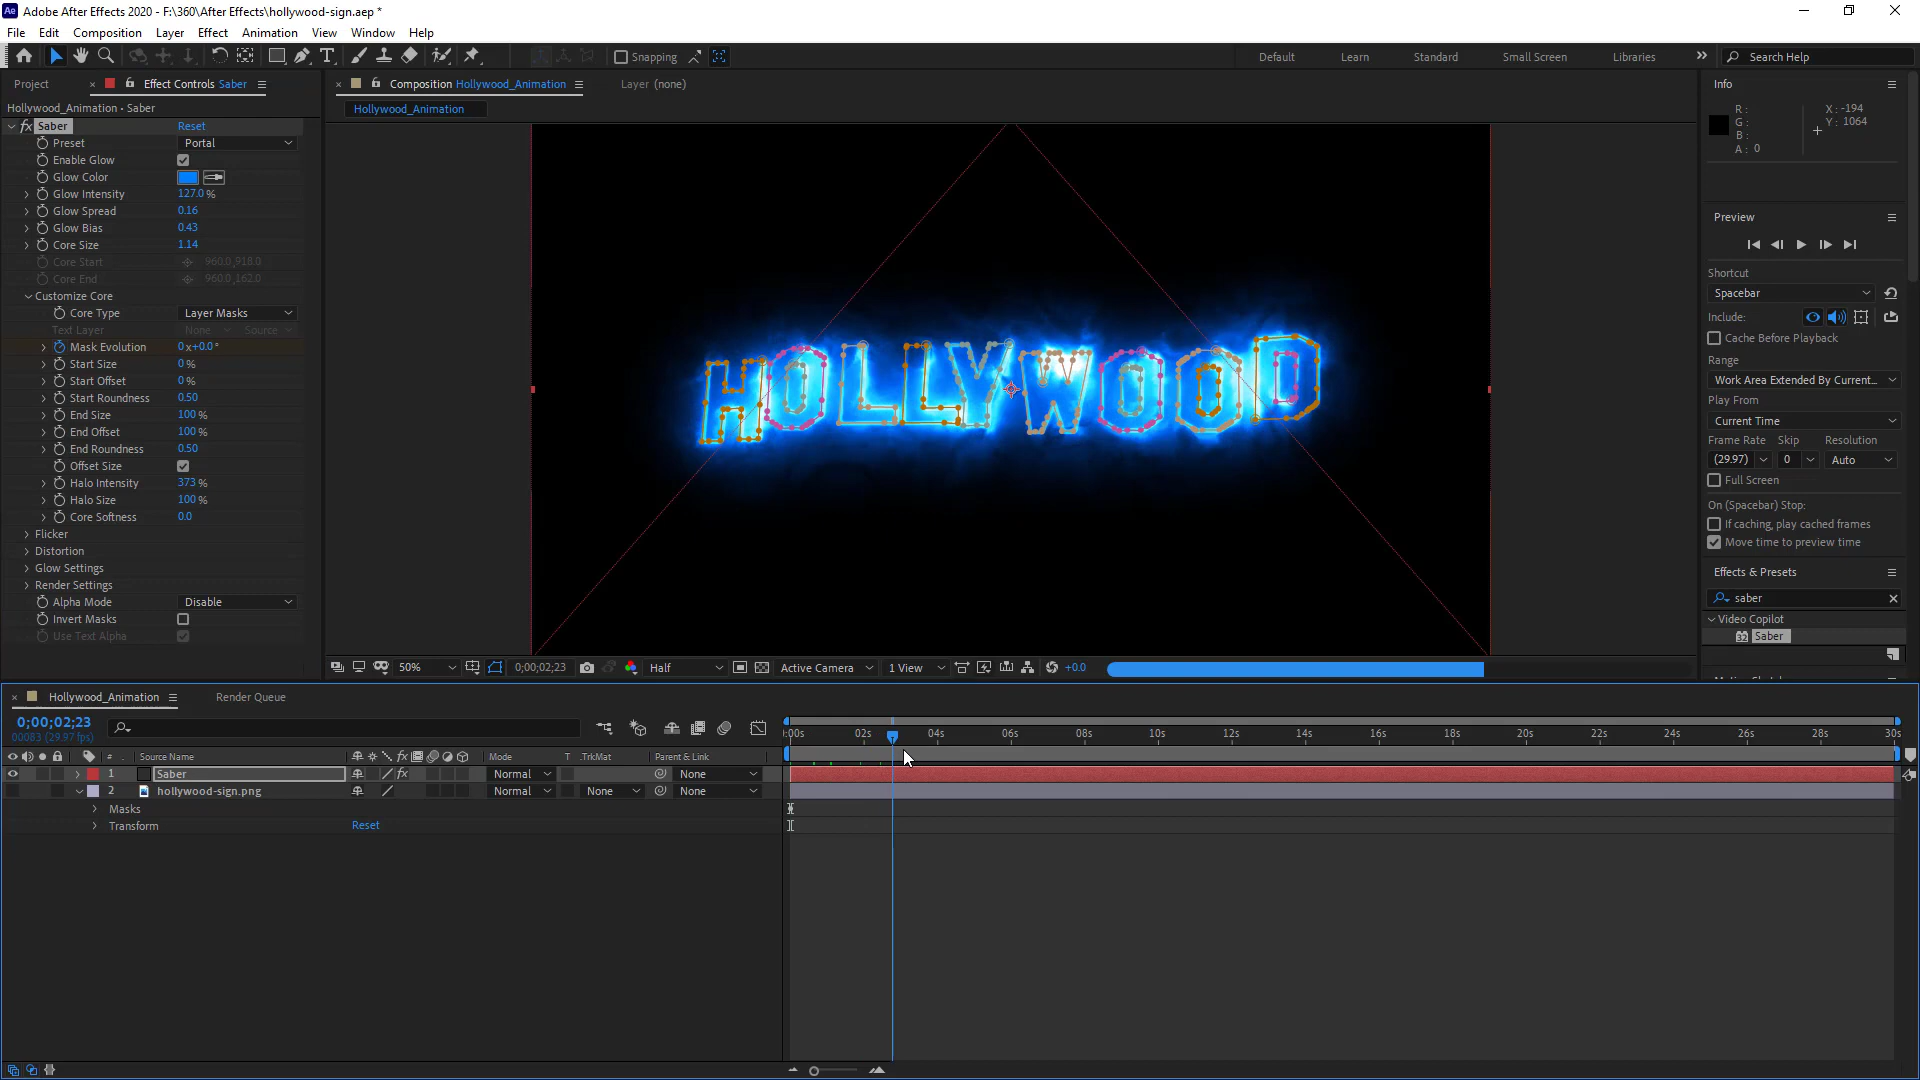 Ae Adobe After Effects 2020 - F:\360\After Effects\hollywood-sign.aep *
File Edit Composition Layer Effect Animation View Window Help
Snapping
Default Learn Standard Small Screen Libraries Search Help
Project Effect Controls Saber
Hollywood_Animation • Saber
fx Saber Reset
Preset Portal
Enable Glow
Glow Color
Glow Intensity 127.0 %
Glow Spread 0.16
Glow Bias 0.43
Core Size 1.14
Core Start 960.0,918.0
Core End 960.0,162.0
Customize Core
Core Type Layer Masks
Text Layer None Source
Mask Evolution 0 x+0.0 °
Start Size 0 %
Start Offset 0 %
Start Roundness 0.50
End Size 100 %
End Offset 100 %
End Roundness 0.50
Offset Size
Halo Intensity 373 %
Halo Size 100 %
Core Softness 0.0
Flicker
Distortion
Glow Settings
Render Settings
Alpha Mode Disable
Invert Masks
Use Text Alpha
Composition Hollywood_Animation Layer (none)
Hollywood_Animation
HOLLYWOOD
50% 0;00;02;23 Half Active Camera 1 View +0.0
Info
R :
G :
B :
A : 0
X : -194
Y : 1064
Preview
Shortcut
Spacebar
Include:
Cache Before Playback
Range
Work Area Extended By Current...
Play From
Current Time
Frame Rate Skip Resolution
(29.97) 0 Auto
Full Screen
On (Spacebar) Stop:
If caching, play cached frames
Move time to preview time
Effects & Presets
saber
Video Copilot
32 Saber
Hollywood_Animation Render Queue
0;00;02;23
00083 (29.97 fps)
# Source Name fx Mode T .TrkMat Parent & Link
1 Saber fx Normal None
2 hollywood-sign.png Normal None None
Masks
Transform Reset
:00s 02s 04s 06s 08s 10s 12s 14s 16s 18s 20s 22s 24s 26s 28s 30s